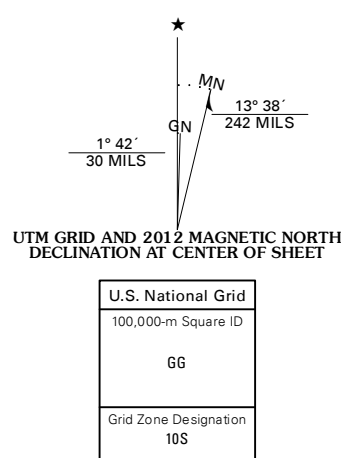 MN
13° 38´
242 MILS
GN
1° 42´
30 MILS
UTM GRID AND 2012 MAGNETIC NORTH
DECLINATION AT CENTER OF SHEET
U.S. National Grid
100,000-m Square ID
GG
Grid Zone Designation
10S